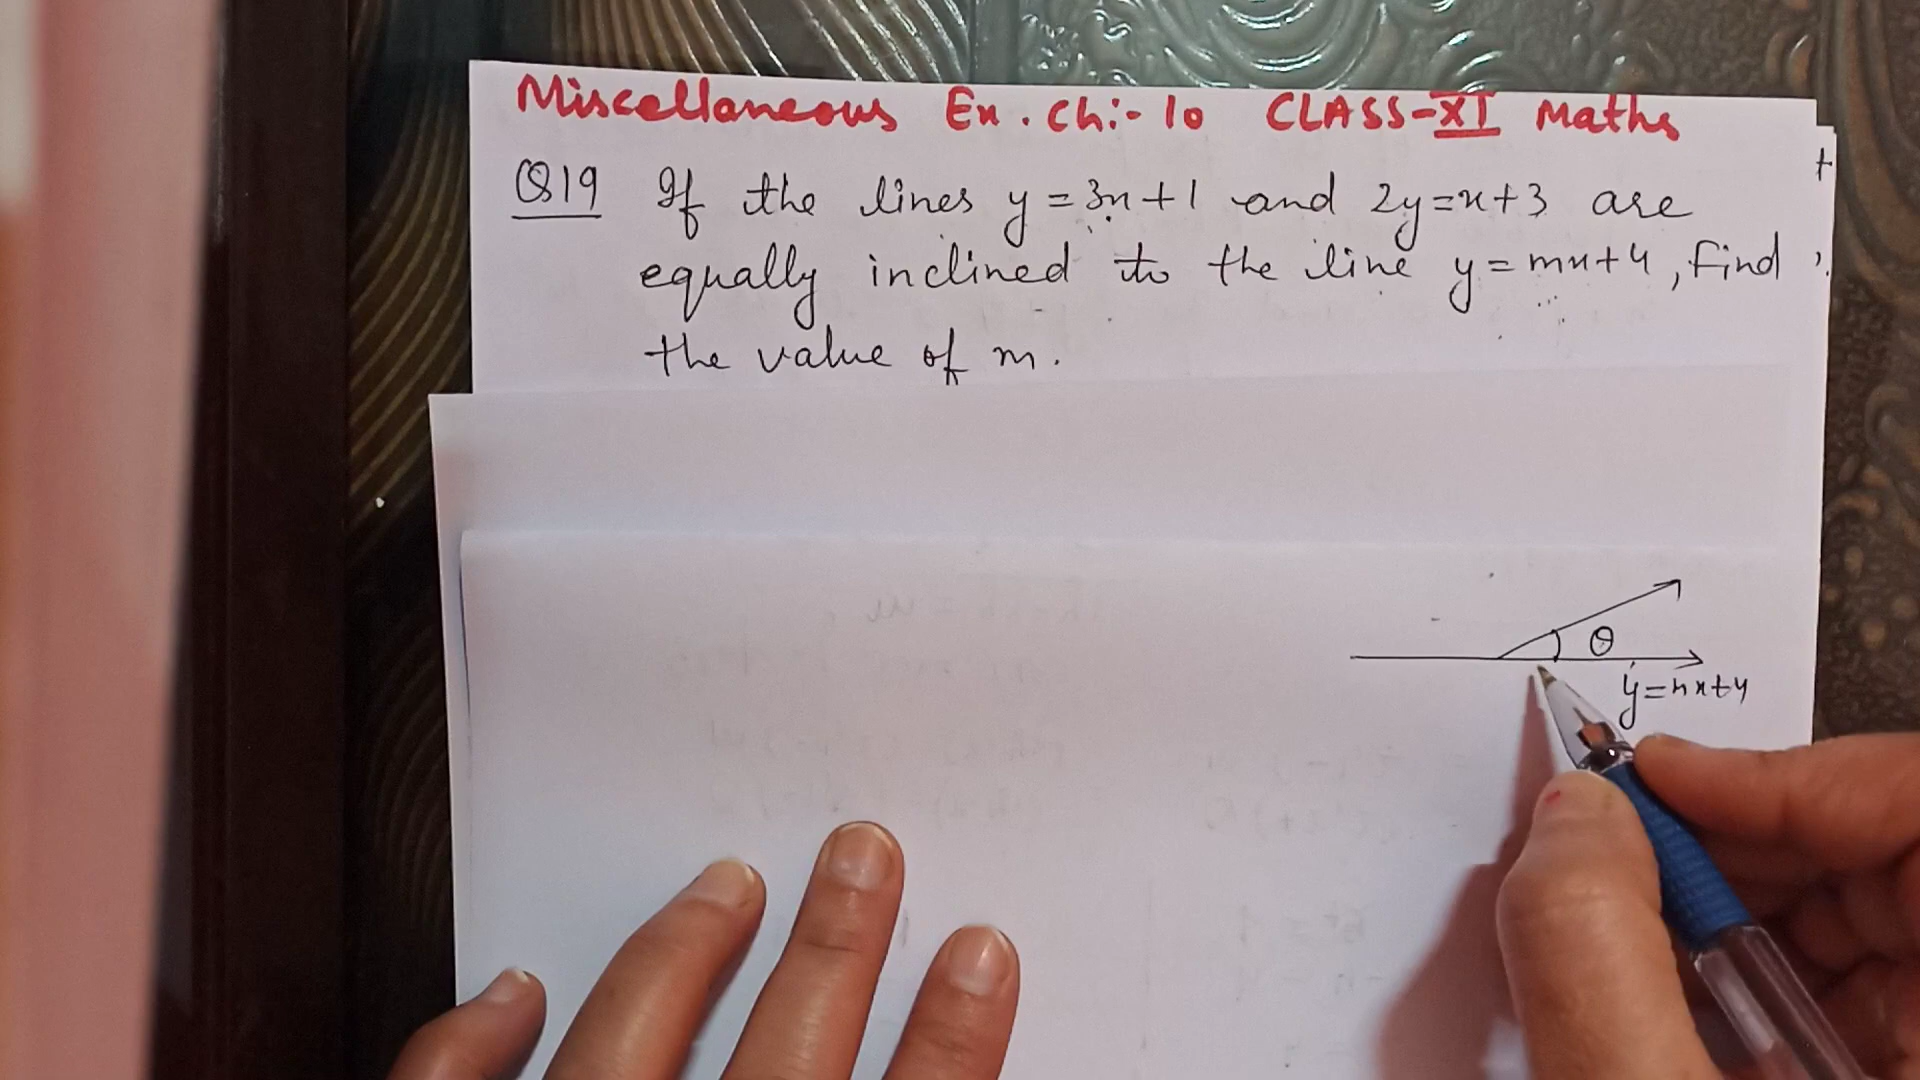 Miscellaneous Ex. Ch:- 10 CLASS-XI Maths
Q19 If the lines y = 3x + 1 and 2y = x + 3 are
equally inclined to the line y = mx + 4, find
the value of m.
θ
y = mx + 4